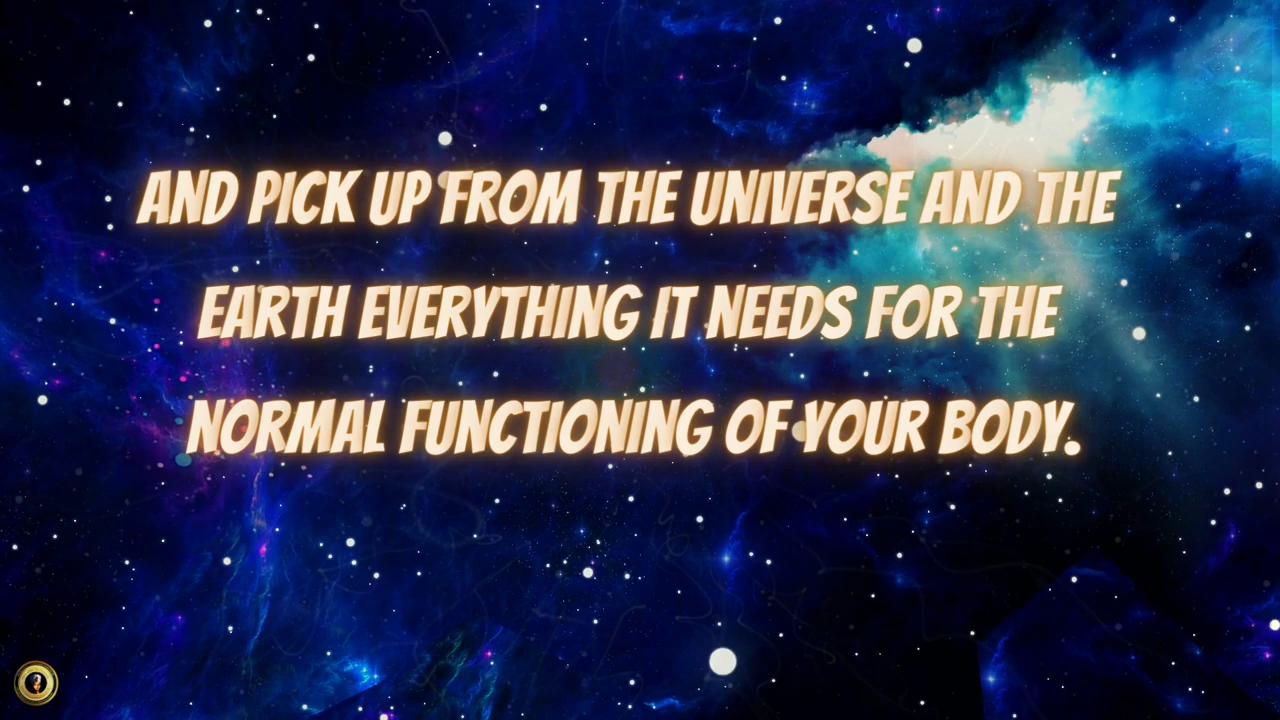 AND PICK UP FROM THE UNIVERSE AND THE
EARTH EVERYTHING IT NEEDS FOR THE
NORMAL FUNCTIONING OF YOUR BODY.